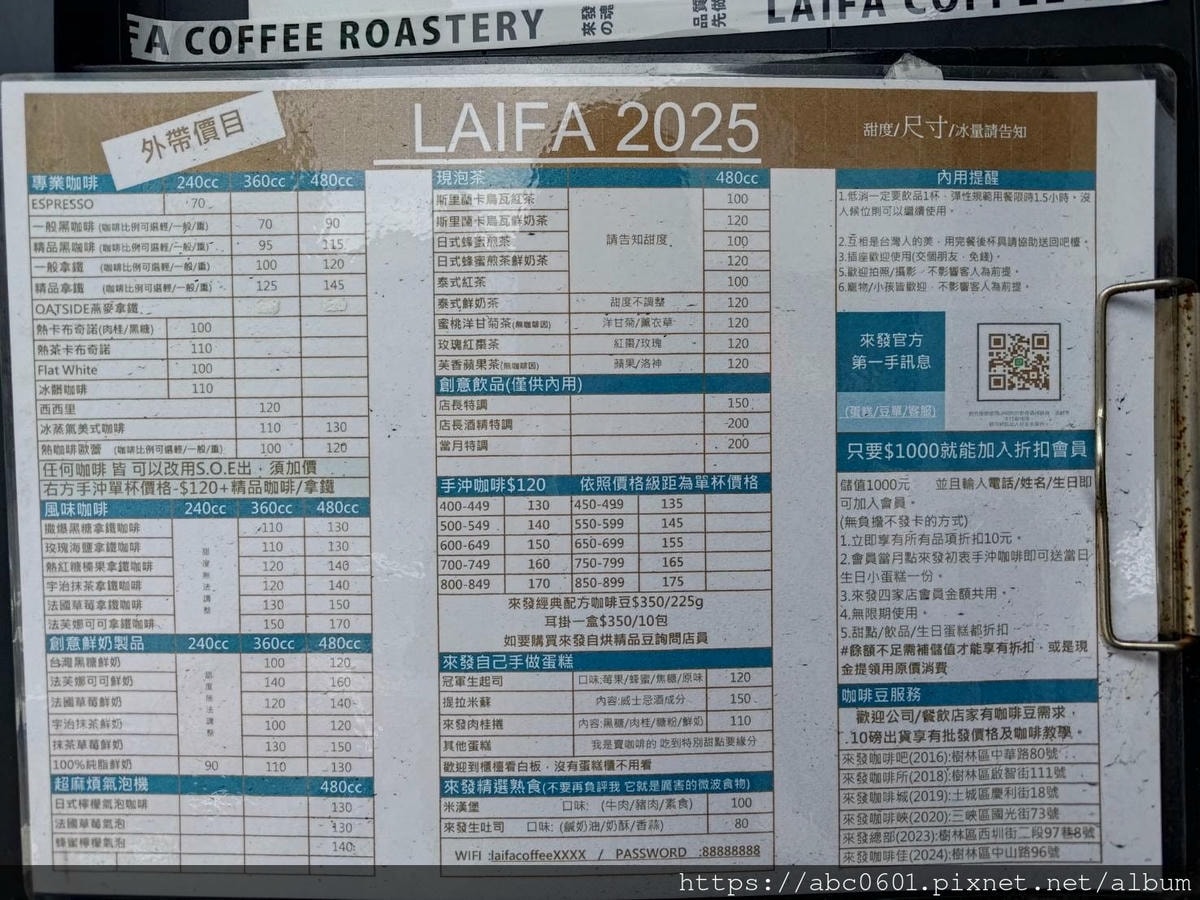 FA COFFEE ROASTERY
來發の魂
品質
先做
LAIFA COFFEE
外帶價目
LAIFA 2025
甜度/尺寸/冰量請告知
專業咖啡 240cc 360cc 480cc
ESPRESSO 70
一般黑咖啡 (咖啡比例可選輕/一般/重) 70 90
精品黑咖啡 (咖啡比例可選輕/一般/重) 95 115
一般拿鐵 (咖啡比例可選輕/一般/重) 100 120
精品拿鐵 (咖啡比例可選輕/一般/重) 125 145
OATSIDE燕麥拿鐵
熱卡布奇諾(肉桂/黑糖) 100
熱茶卡布奇諾 110
Flat White 100
冰髒咖啡 110
西西里 120
冰蒸氣美式咖啡 110 130
熱咖啡歐蕾 (咖啡比例可選輕/一般/重) 100 120
任何咖啡 皆 可以改用S.O.E出，須加價
右方手沖單杯價格-$120+精品咖啡/拿鐵
風味咖啡 240cc 360cc 480cc
甜度無法調整
撒爆黑糖拿鐵咖啡 110 130
玫瑰海鹽拿鐵咖啡 110 130
熱紅糖榛果拿鐵咖啡 120 140
宇治抹茶拿鐵咖啡 120 140
法國草莓拿鐵咖啡 130 150
法芙可可拿鐵咖啡 150 170
創意鮮奶製品 240cc 360cc 480cc
甜度無法調整
台灣黑糖鮮奶 100 120
法芙娜可可鮮奶 140 160
法國草莓鮮奶 120 140
宇治抹茶鮮奶 100 120
抹茶草莓鮮奶 130 150
100%純脂鮮奶 90 110 130
超麻煩氣泡機 480cc
日式檸檬氣泡咖啡 130
法國草莓氣泡 130
蜂蜜檸檬氣泡 140
現泡茶 480cc
請告知甜度
斯里蘭卡烏瓦紅茶 100
斯里蘭卡烏瓦鮮奶茶 120
日式蜂蜜煎茶 100
日式蜂蜜煎茶鮮奶茶 120
泰式紅茶 100
泰式鮮奶茶 甜度不調整 120
蜜桃洋甘菊茶(無咖啡因) 洋甘菊/薰衣草 120
玫瑰紅棗茶 紅棗/玫瑰 120
芙香蘋果茶(無咖啡因) 蘋果/洛神 120
創意飲品(僅供內用)
店長特調 150
店長酒精特調 200
當月特調 200
手沖咖啡$120 依照價格級距為單杯價格
400-449 130 450-499 135
500-549 140 550-599 145
600-649 150 650-699 155
700-749 160 750-799 165
800-849 170 850-899 175
來發經典配方咖啡豆$350/225g
耳掛一盒$350/10包
如要購買來發自烘精品豆詢問店員
來發自己手做蛋糕
冠軍生起司 口味:莓果/蜂蜜/焦糖/原味 120
提拉米蘇 內容:威士忌酒成分 150
來發肉桂捲 內容:黑糖/肉桂/糖粉/鮮奶 110
其他蛋糕 我是賣咖啡的 吃到特別甜點要緣分
歡迎到櫃檯看白板，沒有蛋糕櫃不用看
來發精選熟食(不要再負評我 它就是厲害的微波食物)
米漢堡 口味: (牛肉/豬肉/素食) 100
來發生吐司 口味: (鹹奶油/奶酥/香蒜) 80
WIFI :laifacoffeeXXXX / PASSWORD :88888888
內用提醒
1.低消一定要飲品1杯，彈性規範用餐限時1.5小時，沒
人候位則可以繼續使用。
2.互相是台灣人的美，用完餐後杯具請協助送回吧檯。
3.插座歡迎使用(交個朋友，免錢)。
5.歡迎拍照/攝影，不影響客人為前提。
6.寵物/小孩皆歡迎，不影響客人為前提。
來發官方
第一手訊息
(蛋糕/豆單/客服)
只要$1000就能加入折扣會員
儲值1000元 並且輸入電話/姓名/生日即
可加入會員。
(無負擔不發卡的方式)
1.立即享有所有品項折扣10元。
2.會員當月點來發初衷手沖咖啡即可送當日
生日小蛋糕一份。
3.來發四家店會員金額共用。
4.無限期使用。
5.甜點/飲品/生日蛋糕都折扣
#餘額不足需補儲值才能享有折扣，或是現
金提領用原價消費
咖啡豆服務
歡迎公司/餐飲店家有咖啡豆需求，
10磅出貨享有批發價格及咖啡教學。
來發咖啡吧(2016):樹林區中華路80號
來發咖啡所(2018):樹林區啟智街111號
來發咖啡城(2019):土城區慶利街18號
來發咖啡峽(2020):三峽區國光街73號
來發總部(2023):樹林區西圳街二段97巷8號
來發咖啡佳(2024):樹林區中山路96號
https://abc0601.pixnet.net/album